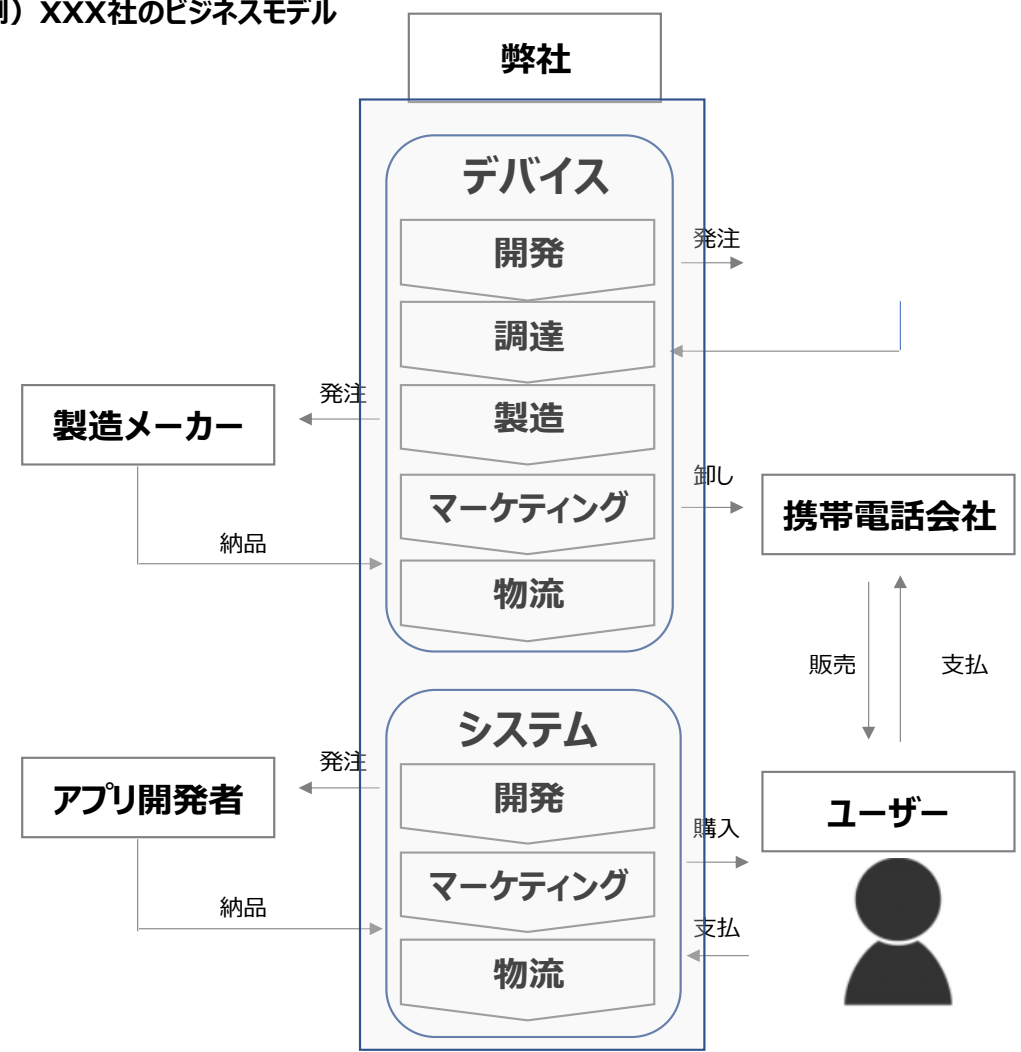 例）XXX社のビジネスモデル
弊社
デバイス
開発
発注
調達
発注
製造メーカー
製造
卸し
マーケティング
携帯電話会社
納品
物流
販売
支払
システム
発注
アプリ開発者
開発
ユーザー
購入
マーケティング
納品
支払
物流